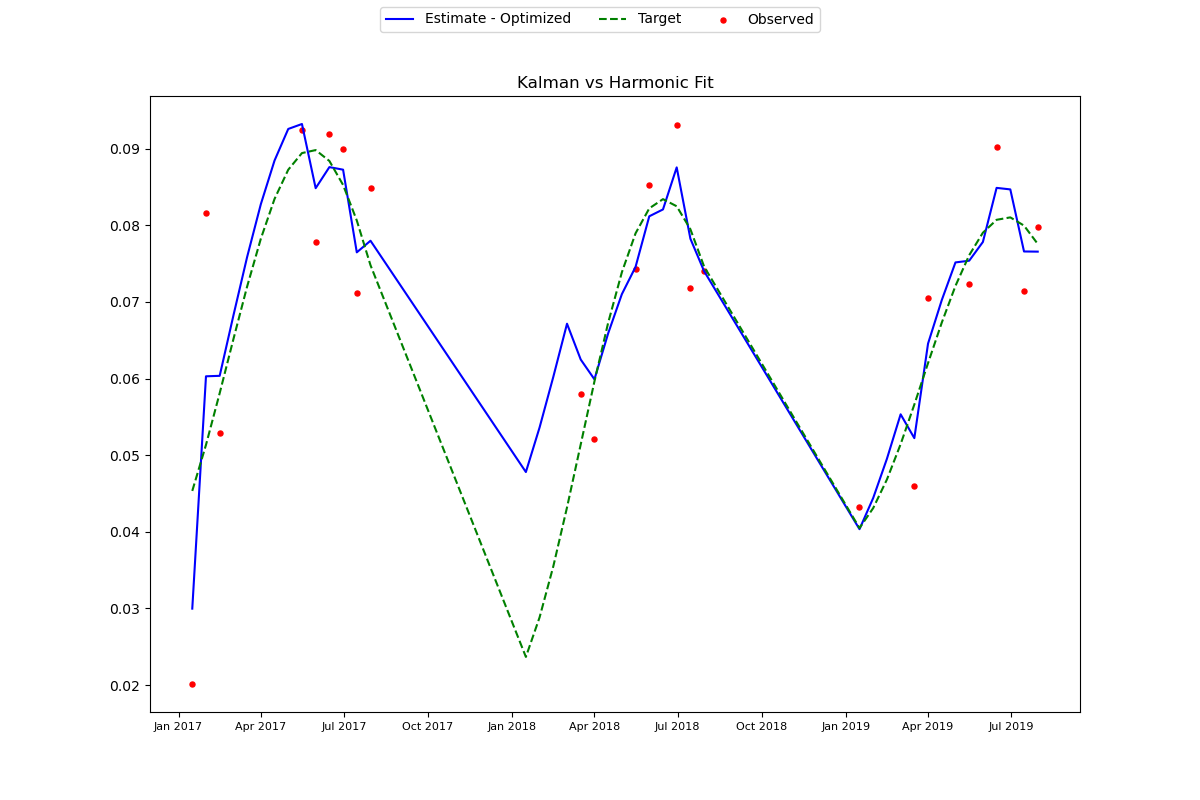 Estimate - Optimized Target Observed
Kalman vs Harmonic Fit
0.09
0.08
0.07
0.06
0.05
0.04
0.03
0.02
Jan 2017 Apr 2017 Jul 2017 Oct 2017 Jan 2018 Apr 2018 Jul 2018 Oct 2018 Jan 2019 Apr 2019 Jul 2019